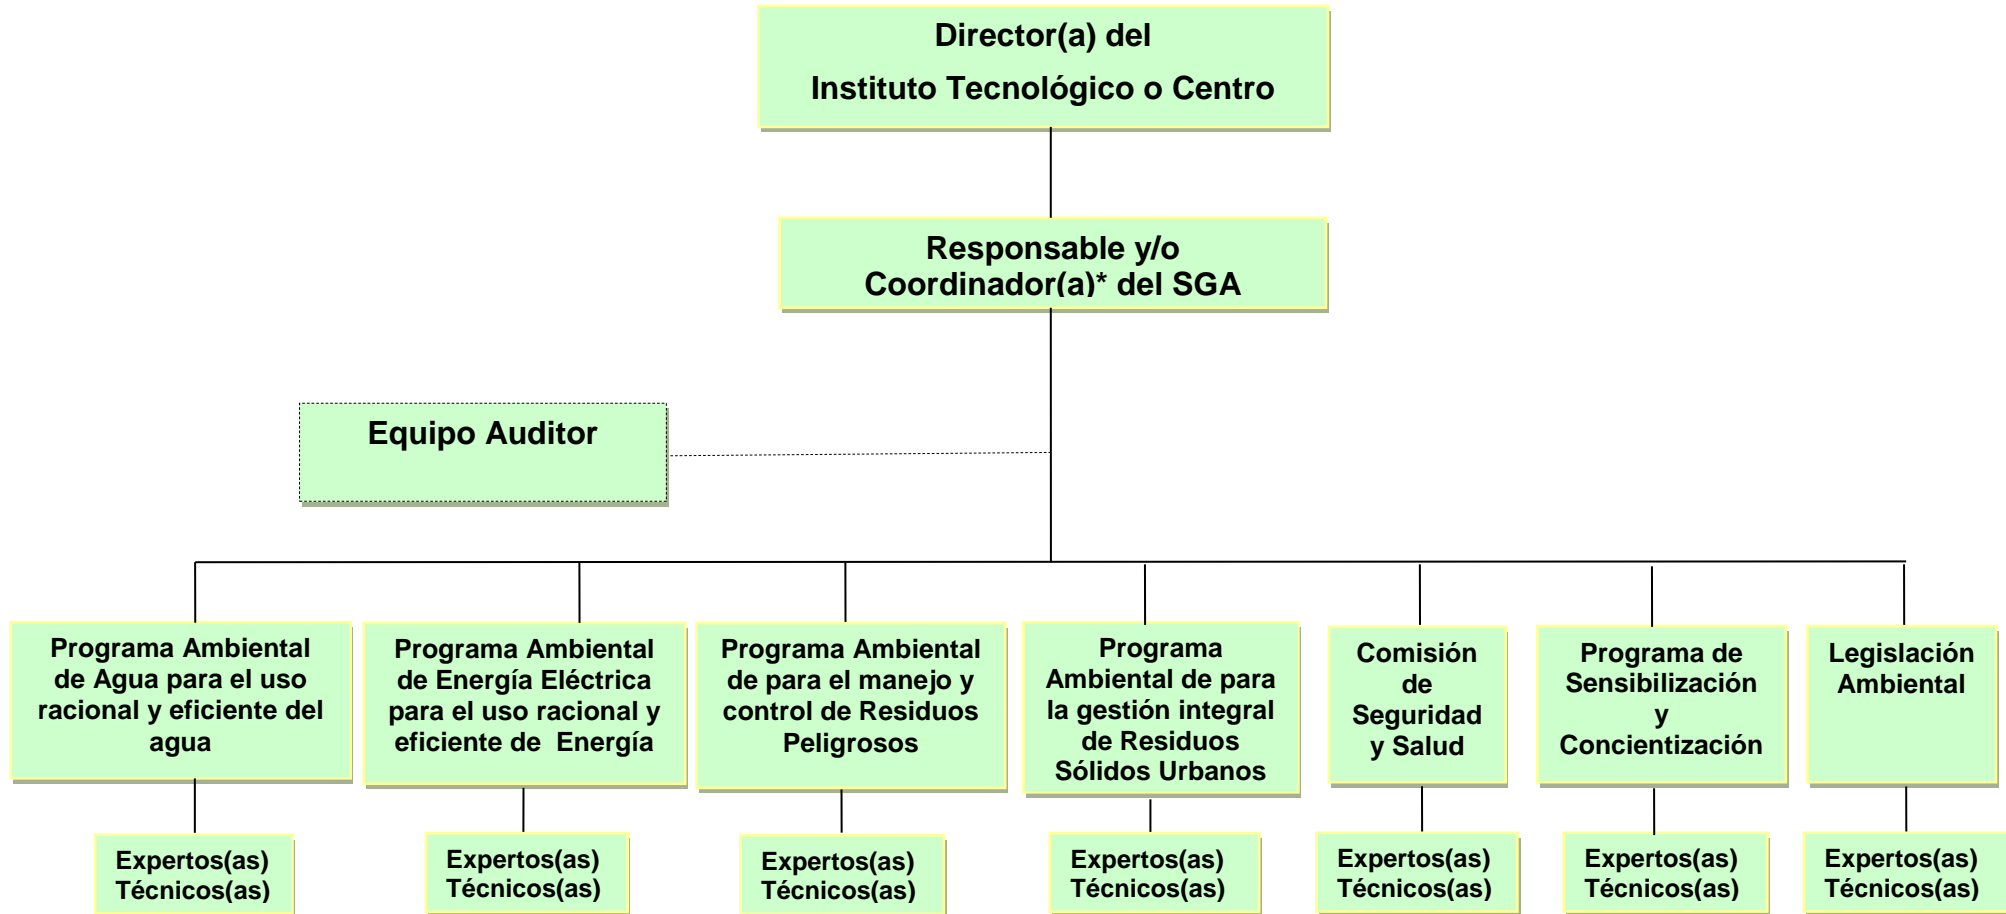 Director(a) del
Instituto Tecnológico o Centro
Responsable y/o
Coordinador(a)* del SGA
Equipo Auditor
Programa Ambiental
de Agua para el uso
racional y eficiente del
agua
Programa Ambiental
de Energía Eléctrica
para el uso racional y
eficiente de Energía
Programa Ambiental
de para el manejo y
control de Residuos
Peligrosos
Programa
Ambiental de para
la gestión integral
de Residuos
Sólidos Urbanos
Comisión
de
Seguridad
y Salud
Programa de
Sensibilización
y
Concientización
Legislación
Ambiental
Expertos(as)
Técnicos(as)
Expertos(as)
Técnicos(as)
Expertos(as)
Técnicos(as)
Expertos(as)
Técnicos(as)
Expertos(as)
Técnicos(as)
Expertos(as)
Técnicos(as)
Expertos(as)
Técnicos(as)